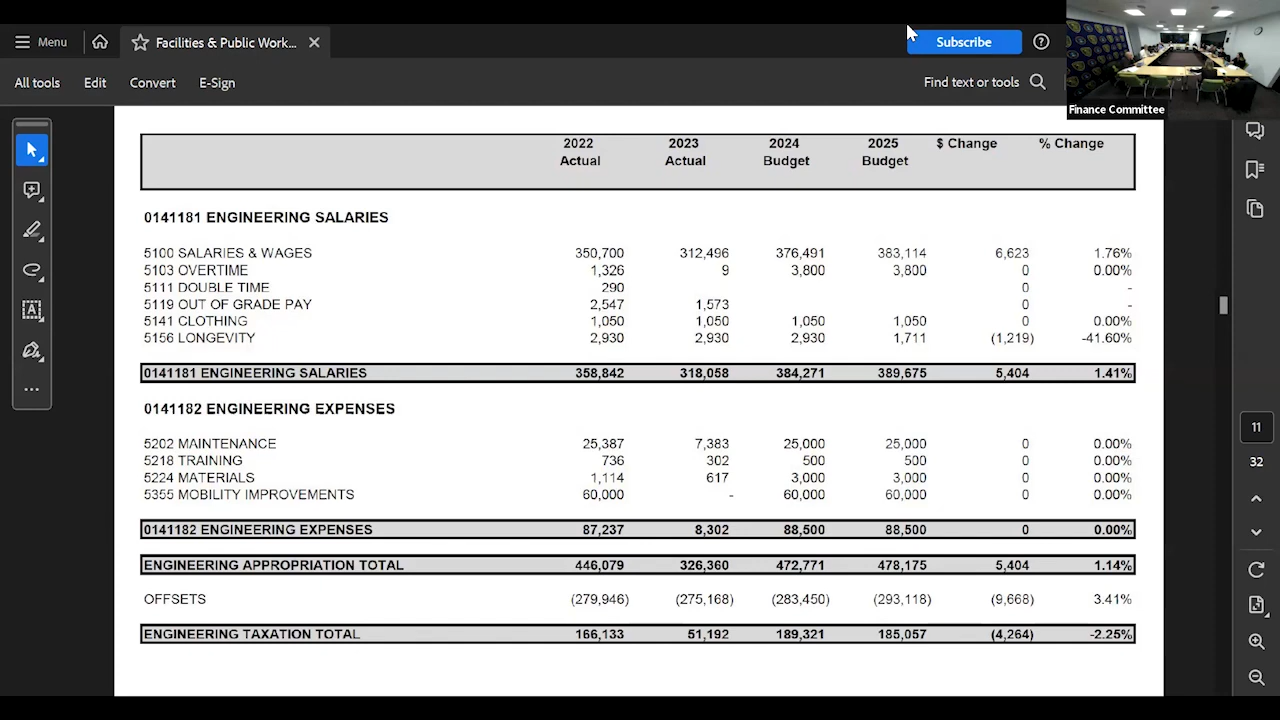 Menu
Facilities & Public Work...
Subscribe
All tools Edit Convert E-Sign
Find text or tools
Finance Committee
2022 2023 2024 2025 $ Change % Change
Actual Actual Budget Budget
0141181 ENGINEERING SALARIES
5100 SALARIES & WAGES 350,700 312,496 376,491 383,114 6,623 1.76%
5103 OVERTIME 1,326 9 3,800 3,800 0 0.00%
5111 DOUBLE TIME 290 0 -
5119 OUT OF GRADE PAY 2,547 1,573 0 -
5141 CLOTHING 1,050 1,050 1,050 1,050 0 0.00%
5156 LONGEVITY 2,930 2,930 2,930 1,711 (1,219) -41.60%
0141181 ENGINEERING SALARIES 358,842 318,058 384,271 389,675 5,404 1.41%
0141182 ENGINEERING EXPENSES
5202 MAINTENANCE 25,387 7,383 25,000 25,000 0 0.00%
5218 TRAINING 736 302 500 500 0 0.00%
5224 MATERIALS 1,114 617 3,000 3,000 0 0.00%
5355 MOBILITY IMPROVEMENTS 60,000 - 60,000 60,000 0 0.00%
0141182 ENGINEERING EXPENSES 87,237 8,302 88,500 88,500 0 0.00%
ENGINEERING APPROPRIATION TOTAL 446,079 326,360 472,771 478,175 5,404 1.14%
OFFSETS (279,946) (275,168) (283,450) (293,118) (9,668) 3.41%
ENGINEERING TAXATION TOTAL 166,133 51,192 189,321 185,057 (4,264) -2.25%
11
32